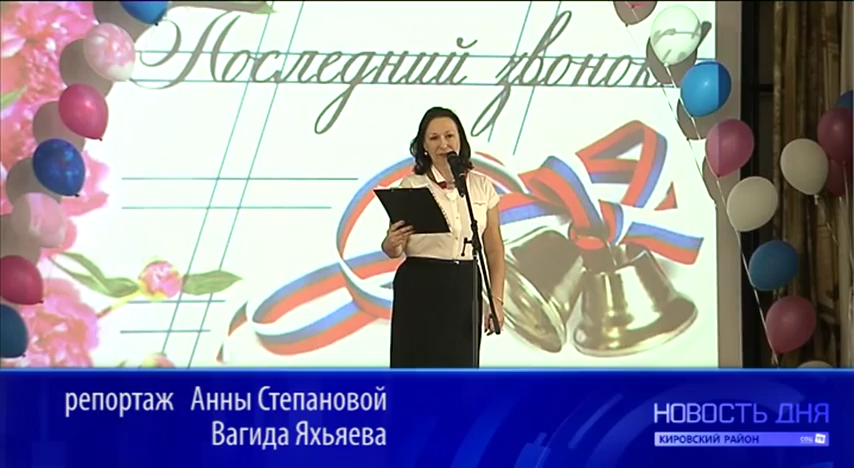 Последний звонок
репортаж Анны Степановой
Вагида Яхьяева
НОВОСТЬ ДНЯ
КИРОВСКИЙ РАЙОН